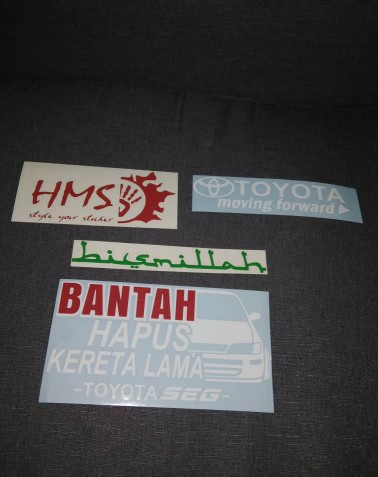 HMS
style your sticker
TOYOTA
moving forward
bismillah
BANTAH
HAPUS
KERETA LAMA
-TOYOTA SEG-